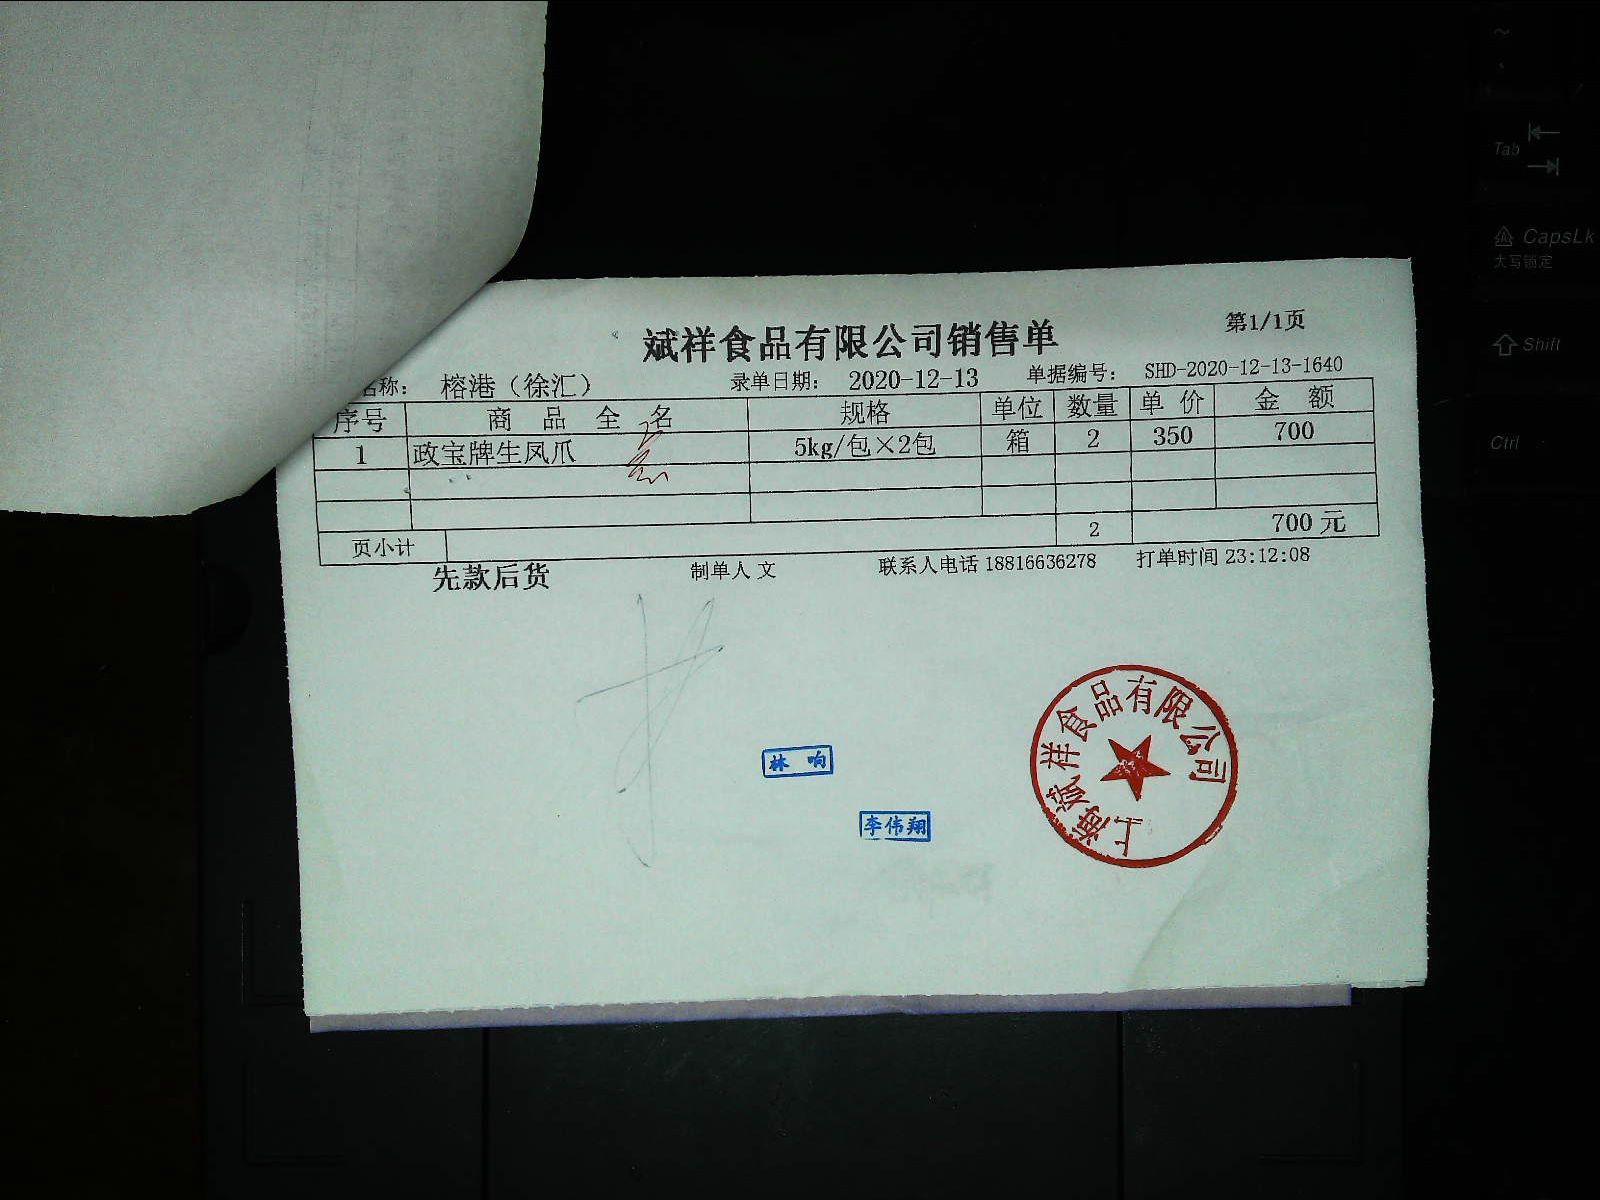 第1/1页
斌祥食品有限公司销售单
名称： 榕港（徐汇） 录单日期： 2020-12-13 单据编号： SHD-2020-12-13-1640
序号 商品全名 规格 单位 数量 单价 金额
1 政宝牌生凤爪 5kg/包×2包 箱 2 350 700
页小计 2 700元
先款后货 制单人 文 联系人电话 18816636278 打单时间 23:12:08
上海斌祥食品有限公司
林响
李伟翔
Tab
CapsLk
大写锁定
Shift
Ctrl